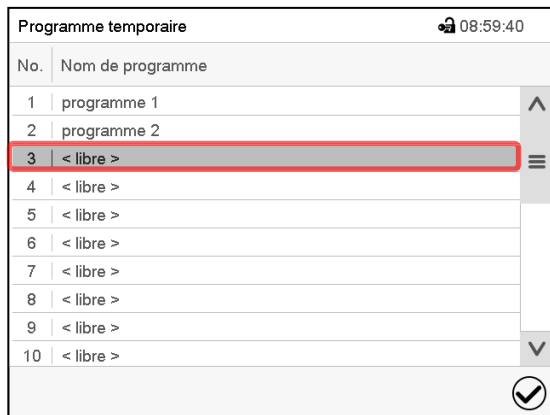 Programme temporaire 08:59:40
No. Nom de programme
1 programme 1
2 programme 2
3 < libre >
4 < libre >
5 < libre >
6 < libre >
7 < libre >
8 < libre >
9 < libre >
10 < libre >